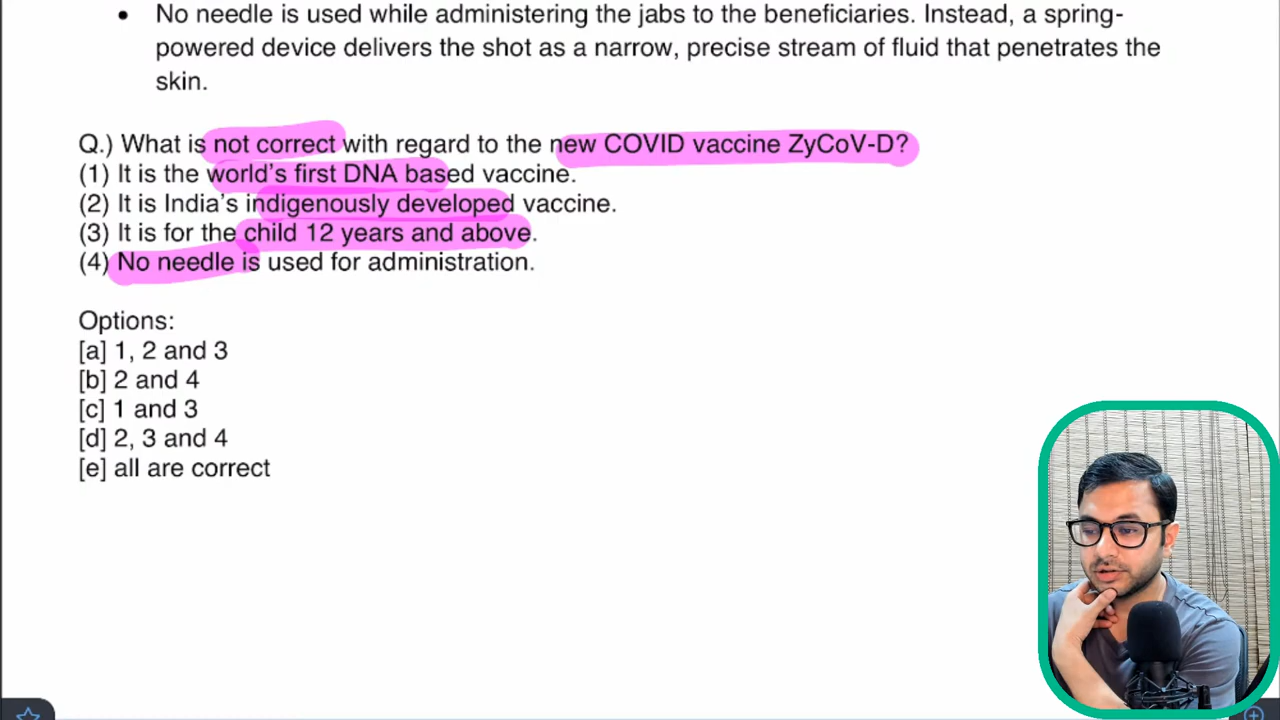 • No needle is used while administering the jabs to the beneficiaries. Instead, a spring-
powered device delivers the shot as a narrow, precise stream of fluid that penetrates the
skin.
Q.) What is not correct with regard to the new COVID vaccine ZyCoV-D?
(1) It is the world's first DNA based vaccine.
(2) It is India's indigenously developed vaccine.
(3) It is for the child 12 years and above.
(4) No needle is used for administration.
Options:
[a] 1, 2 and 3
[b] 2 and 4
[c] 1 and 3
[d] 2, 3 and 4
[e] all are correct